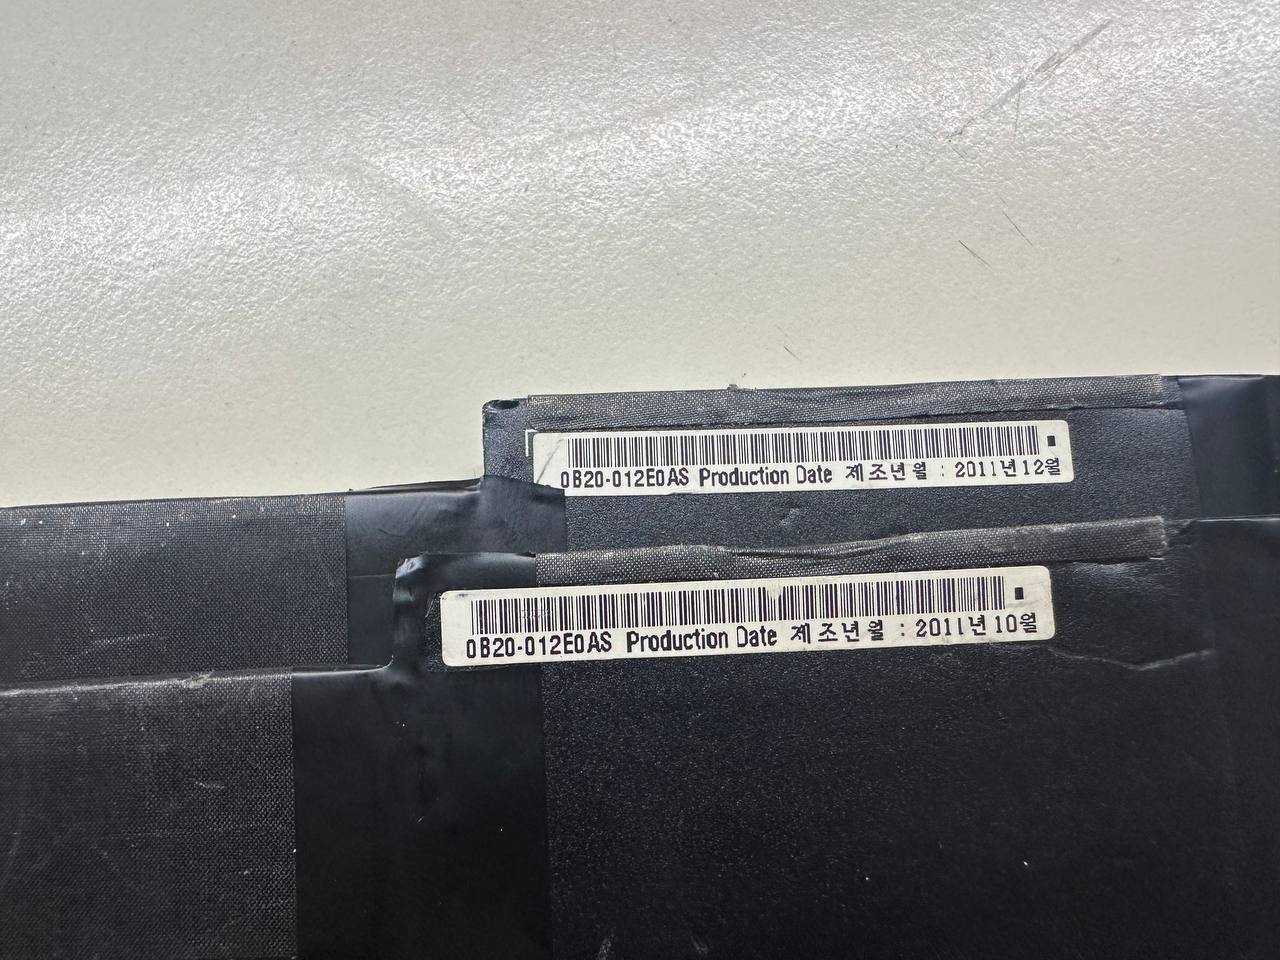 0B20-012E0AS Production Date 제조년월 : 2011년12월
0B20-012E0AS Production Date 제조년월 : 2011년10월